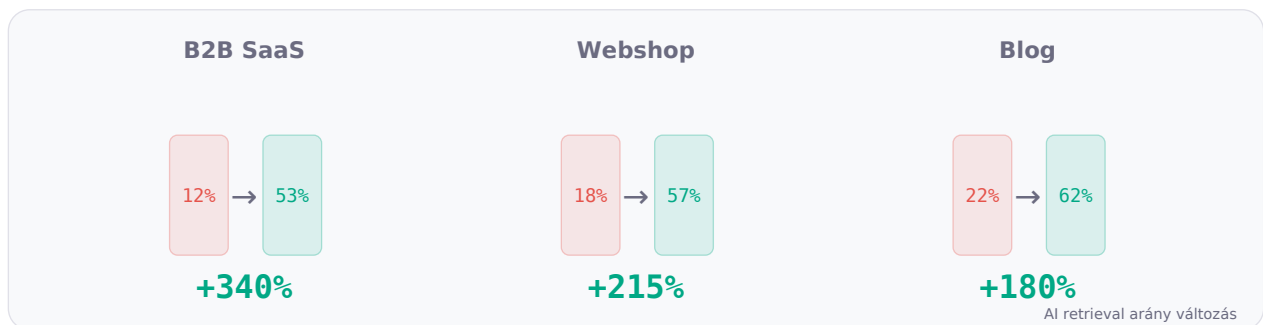 B2B SaaS
Webshop
Blog
12% → 53%
18% → 57%
22% → 62%
+340%
+215%
+180%
AI retrieval arány változás